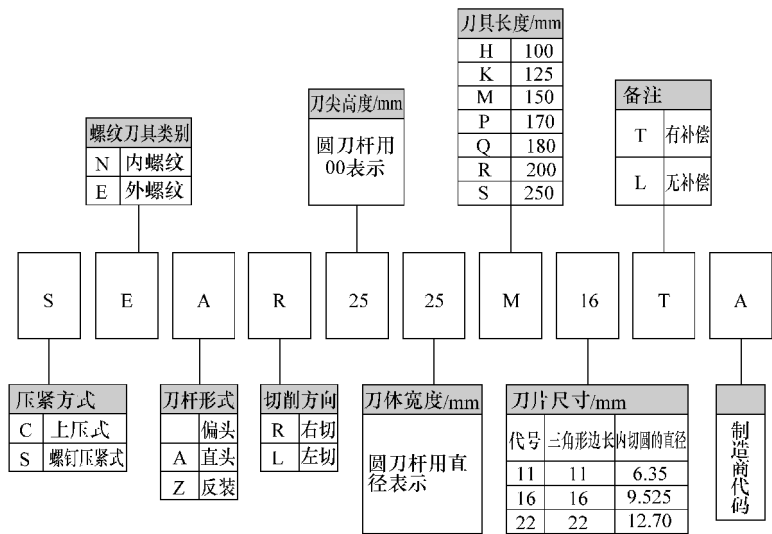 刀具长度/mm
H 100
K 125
M 150
P 170
Q 180
R 200
S 250
刀尖高度/mm
圆刀杆用
00表示
备注
T 有补偿
L 无补偿
螺纹刀具类别
N 内螺纹
E 外螺纹
S E A R 25 25 M 16 T A
压紧方式
C 上压式
S 螺钉压紧式
刀杆形式
偏头
A 直头
Z 反装
切削方向
R 右切
L 左切
刀体宽度/mm
圆刀杆用直
径表示
刀片尺寸/mm
代号 三角形边长 内切圆的直径
11 11 6.35
16 16 9.525
22 22 12.70
制造商代码